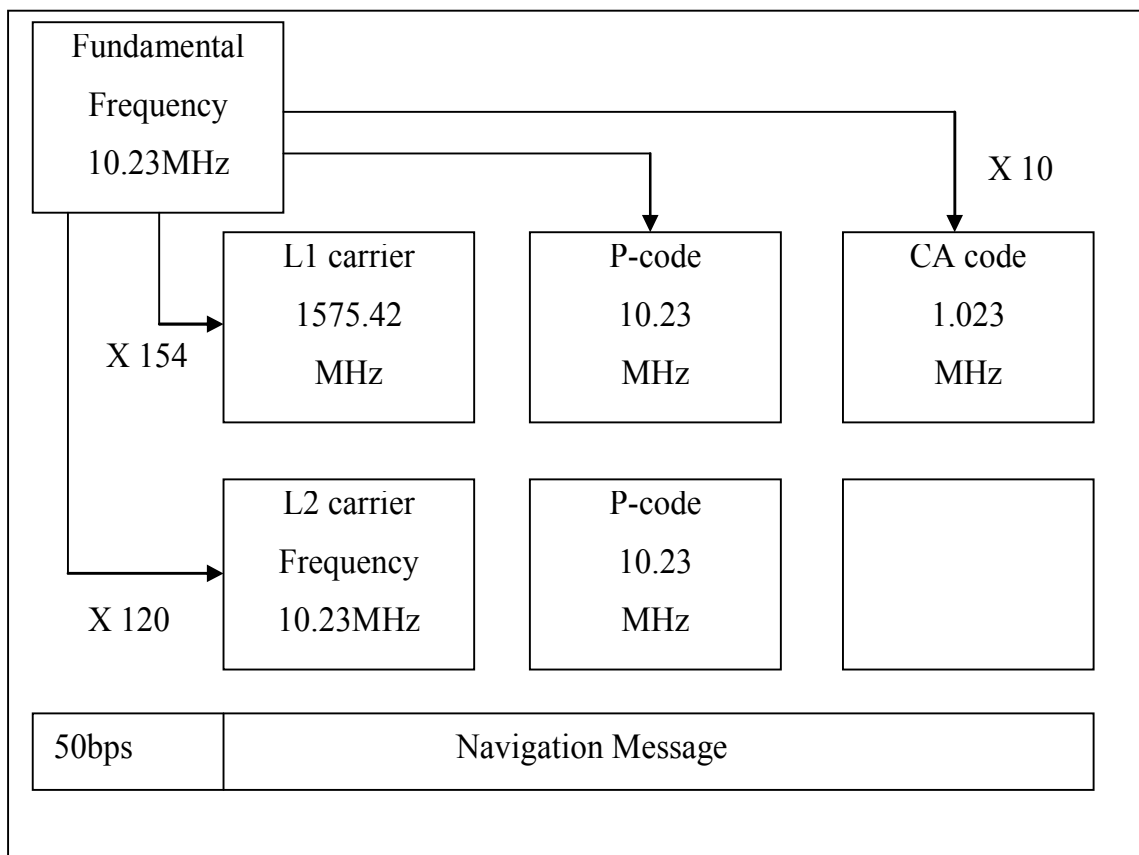 Fundamental
Frequency
10.23MHz
X 10
L1 carrier
1575.42
MHz
X 154
P-code
10.23
MHz
CA code
1.023
MHz
L2 carrier
Frequency
10.23MHz
X 120
P-code
10.23
MHz
50bps
Navigation Message